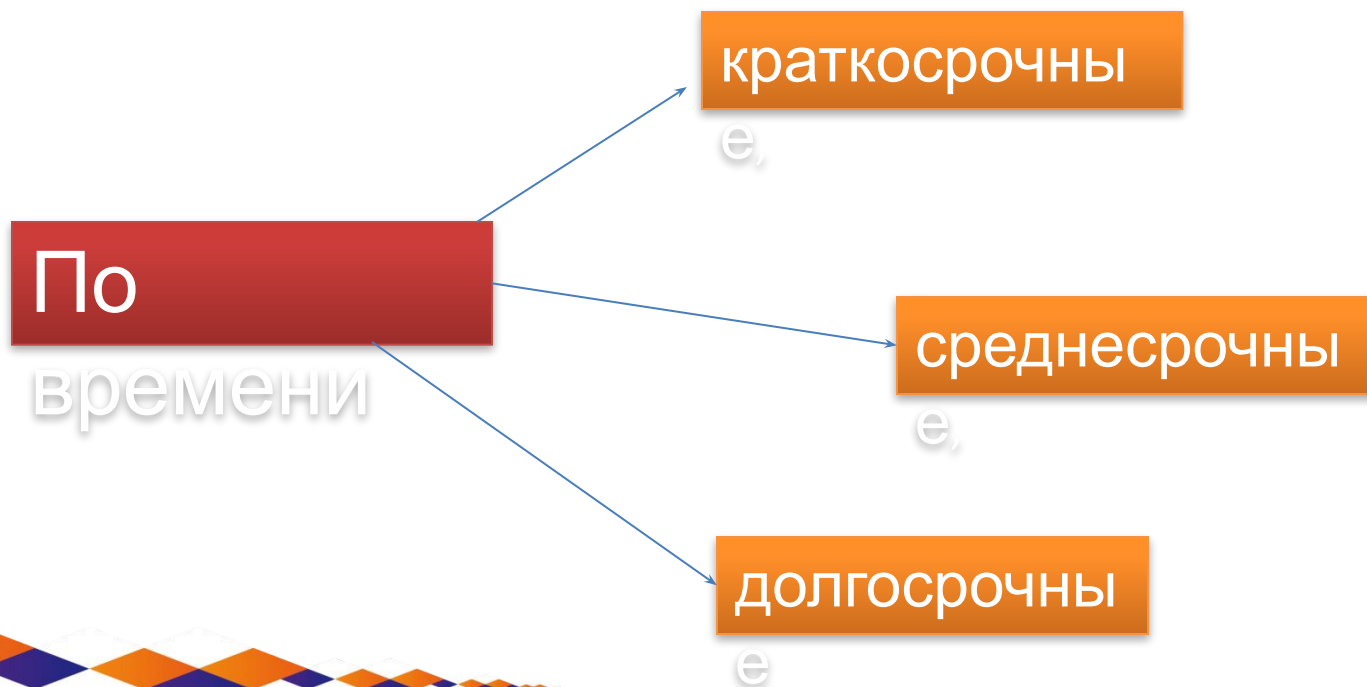 краткосрочны
е,
По
времени
среднесрочны
е,
долгосрочны
е